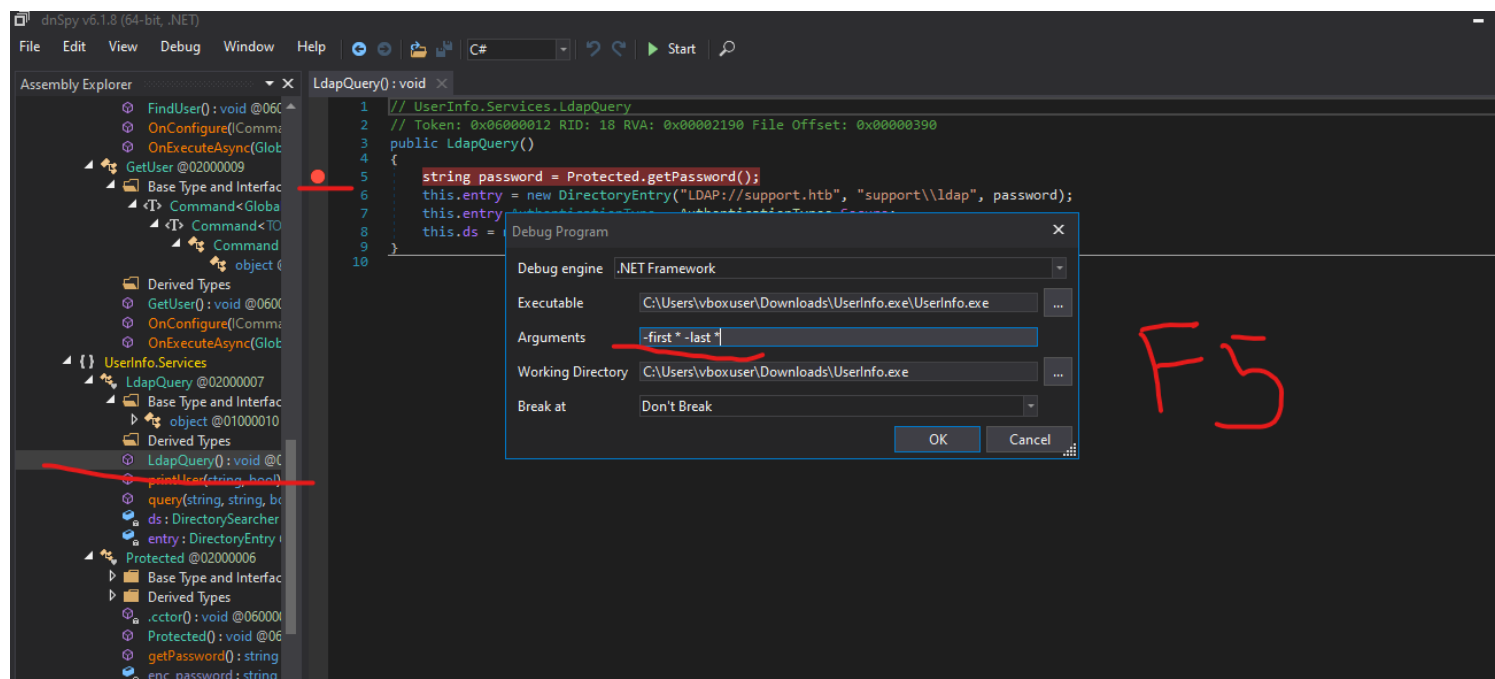 dnSpy v6.1.8 (64-bit, .NET)
File Edit View Debug Window Help C# Start
Assembly Explorer
FindUser() : void @060
OnConfigure(IComma
OnExecuteAsync(Glob
GetUser @02000009
Base Type and Interfac
<T> Command<Globa
<T> Command<TO
Command
object (
Derived Types
GetUser() : void @0600
OnConfigure(IComma
OnExecuteAsync(Glob
{ } UserInfo.Services
LdapQuery @02000007
Base Type and Interfac
object @01000010
Derived Types
LdapQuery() : void @0
printUser(string, bool)
query(string, string, bo
ds : DirectorySearcher
entry : DirectoryEntry
Protected @02000006
Base Type and Interfac
Derived Types
.cctor() : void @060000
Protected() : void @06
getPassword() : string
enc_password : string
LdapQuery() : void
1 // UserInfo.Services.LdapQuery
2 // Token: 0x06000012 RID: 18 RVA: 0x00002190 File Offset: 0x00000390
3 public LdapQuery()
4 {
5 string password = Protected.getPassword();
6 this.entry = new DirectoryEntry("LDAP://support.htb", "support\\ldap", password);
7 this.entry.AuthenticationType = AuthenticationTypes.Secure;
8 this.ds =
9 }
10
Debug Program
Debug engine .NET Framework
Executable C:\Users\vboxuser\Downloads\UserInfo.exe\UserInfo.exe ...
Arguments -first * -last *
Working Directory C:\Users\vboxuser\Downloads\UserInfo.exe ...
Break at Don't Break
OK Cancel
F5